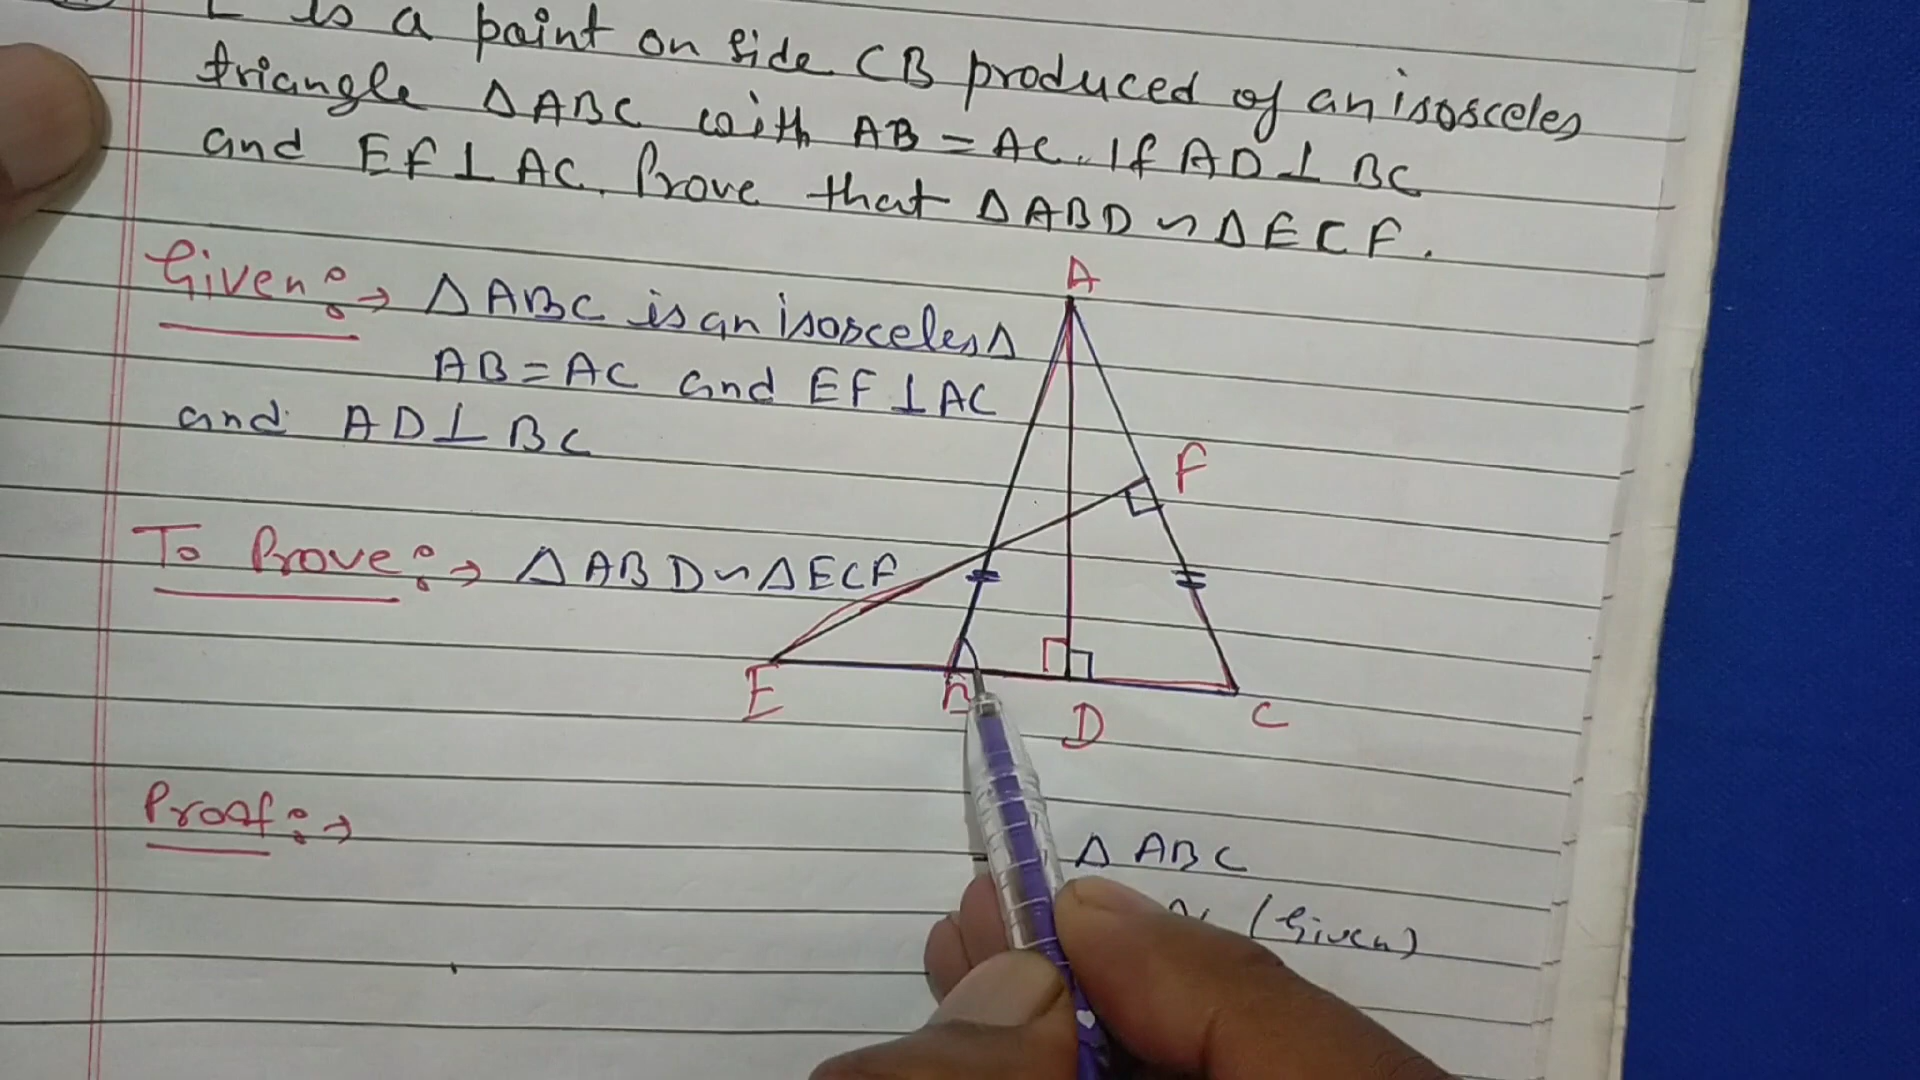 is a point on side CB produced of an isosceles
triangle ΔABC with AB = AC. If AD⊥BC
and EF⊥AC. Prove that ΔABD ∽ ΔECF.
Given:→ ΔABC is an isosceles Δ
AB = AC and EF⊥AC
and AD⊥BC
To Prove:→ ΔABD ∽ ΔECF
A
F
E
B
D
C
Proof:→
ΔABC
(Given)